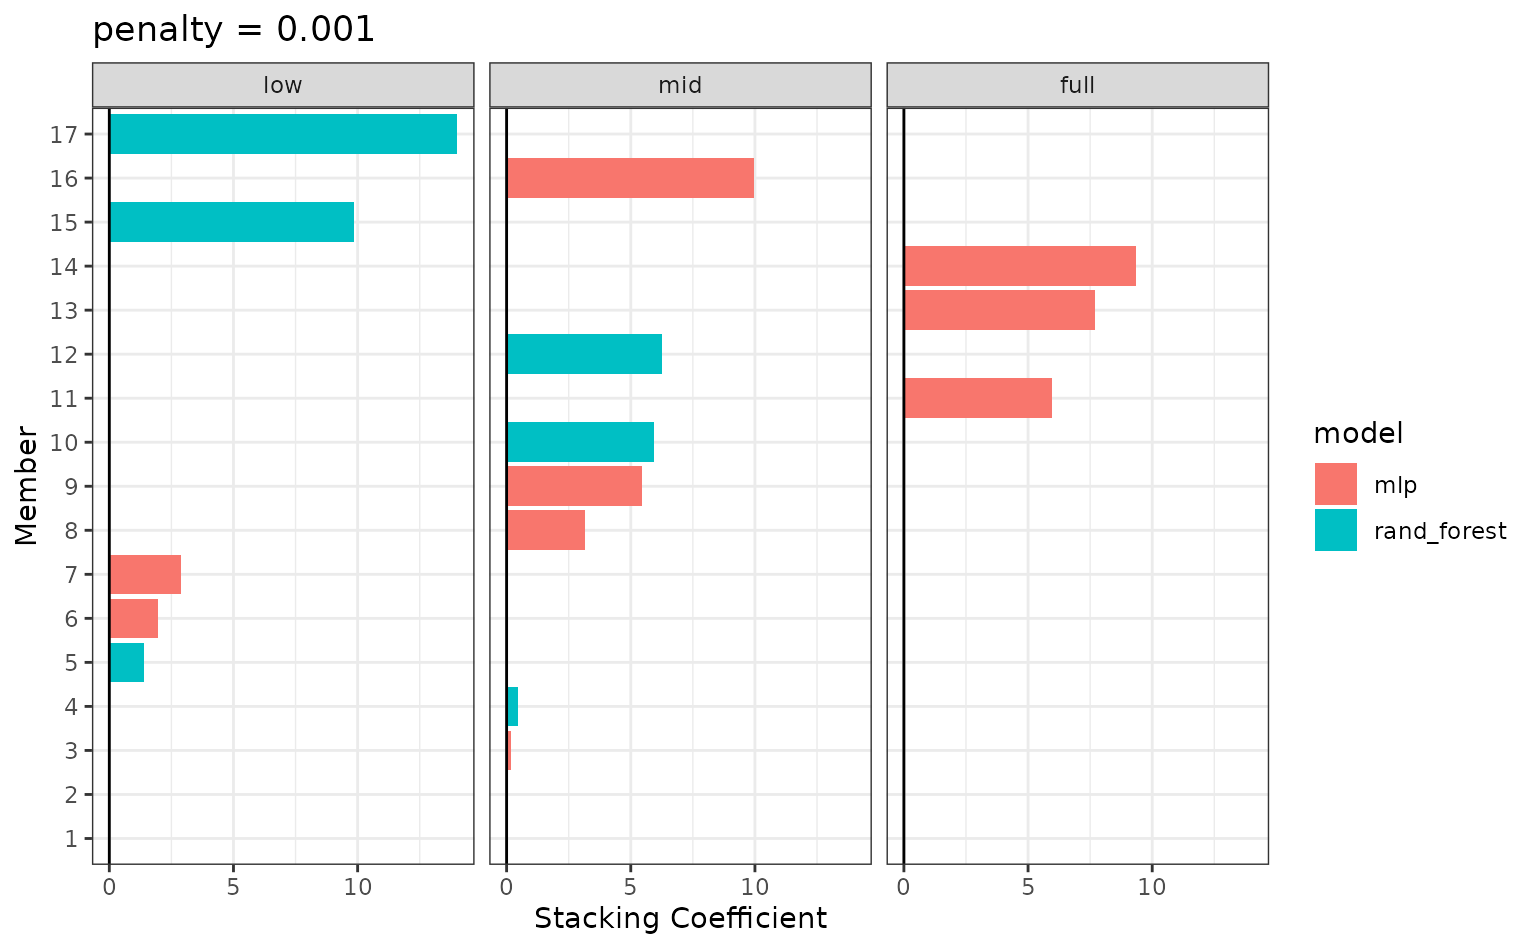 penalty = 0.001
low mid full
17
16
15
14
13
12
11
10
9
8
7
6
5
4
3
2
1
Member
0 5 10 0 5 10 0 5 10
Stacking Coefficient
model
mlp
rand_forest